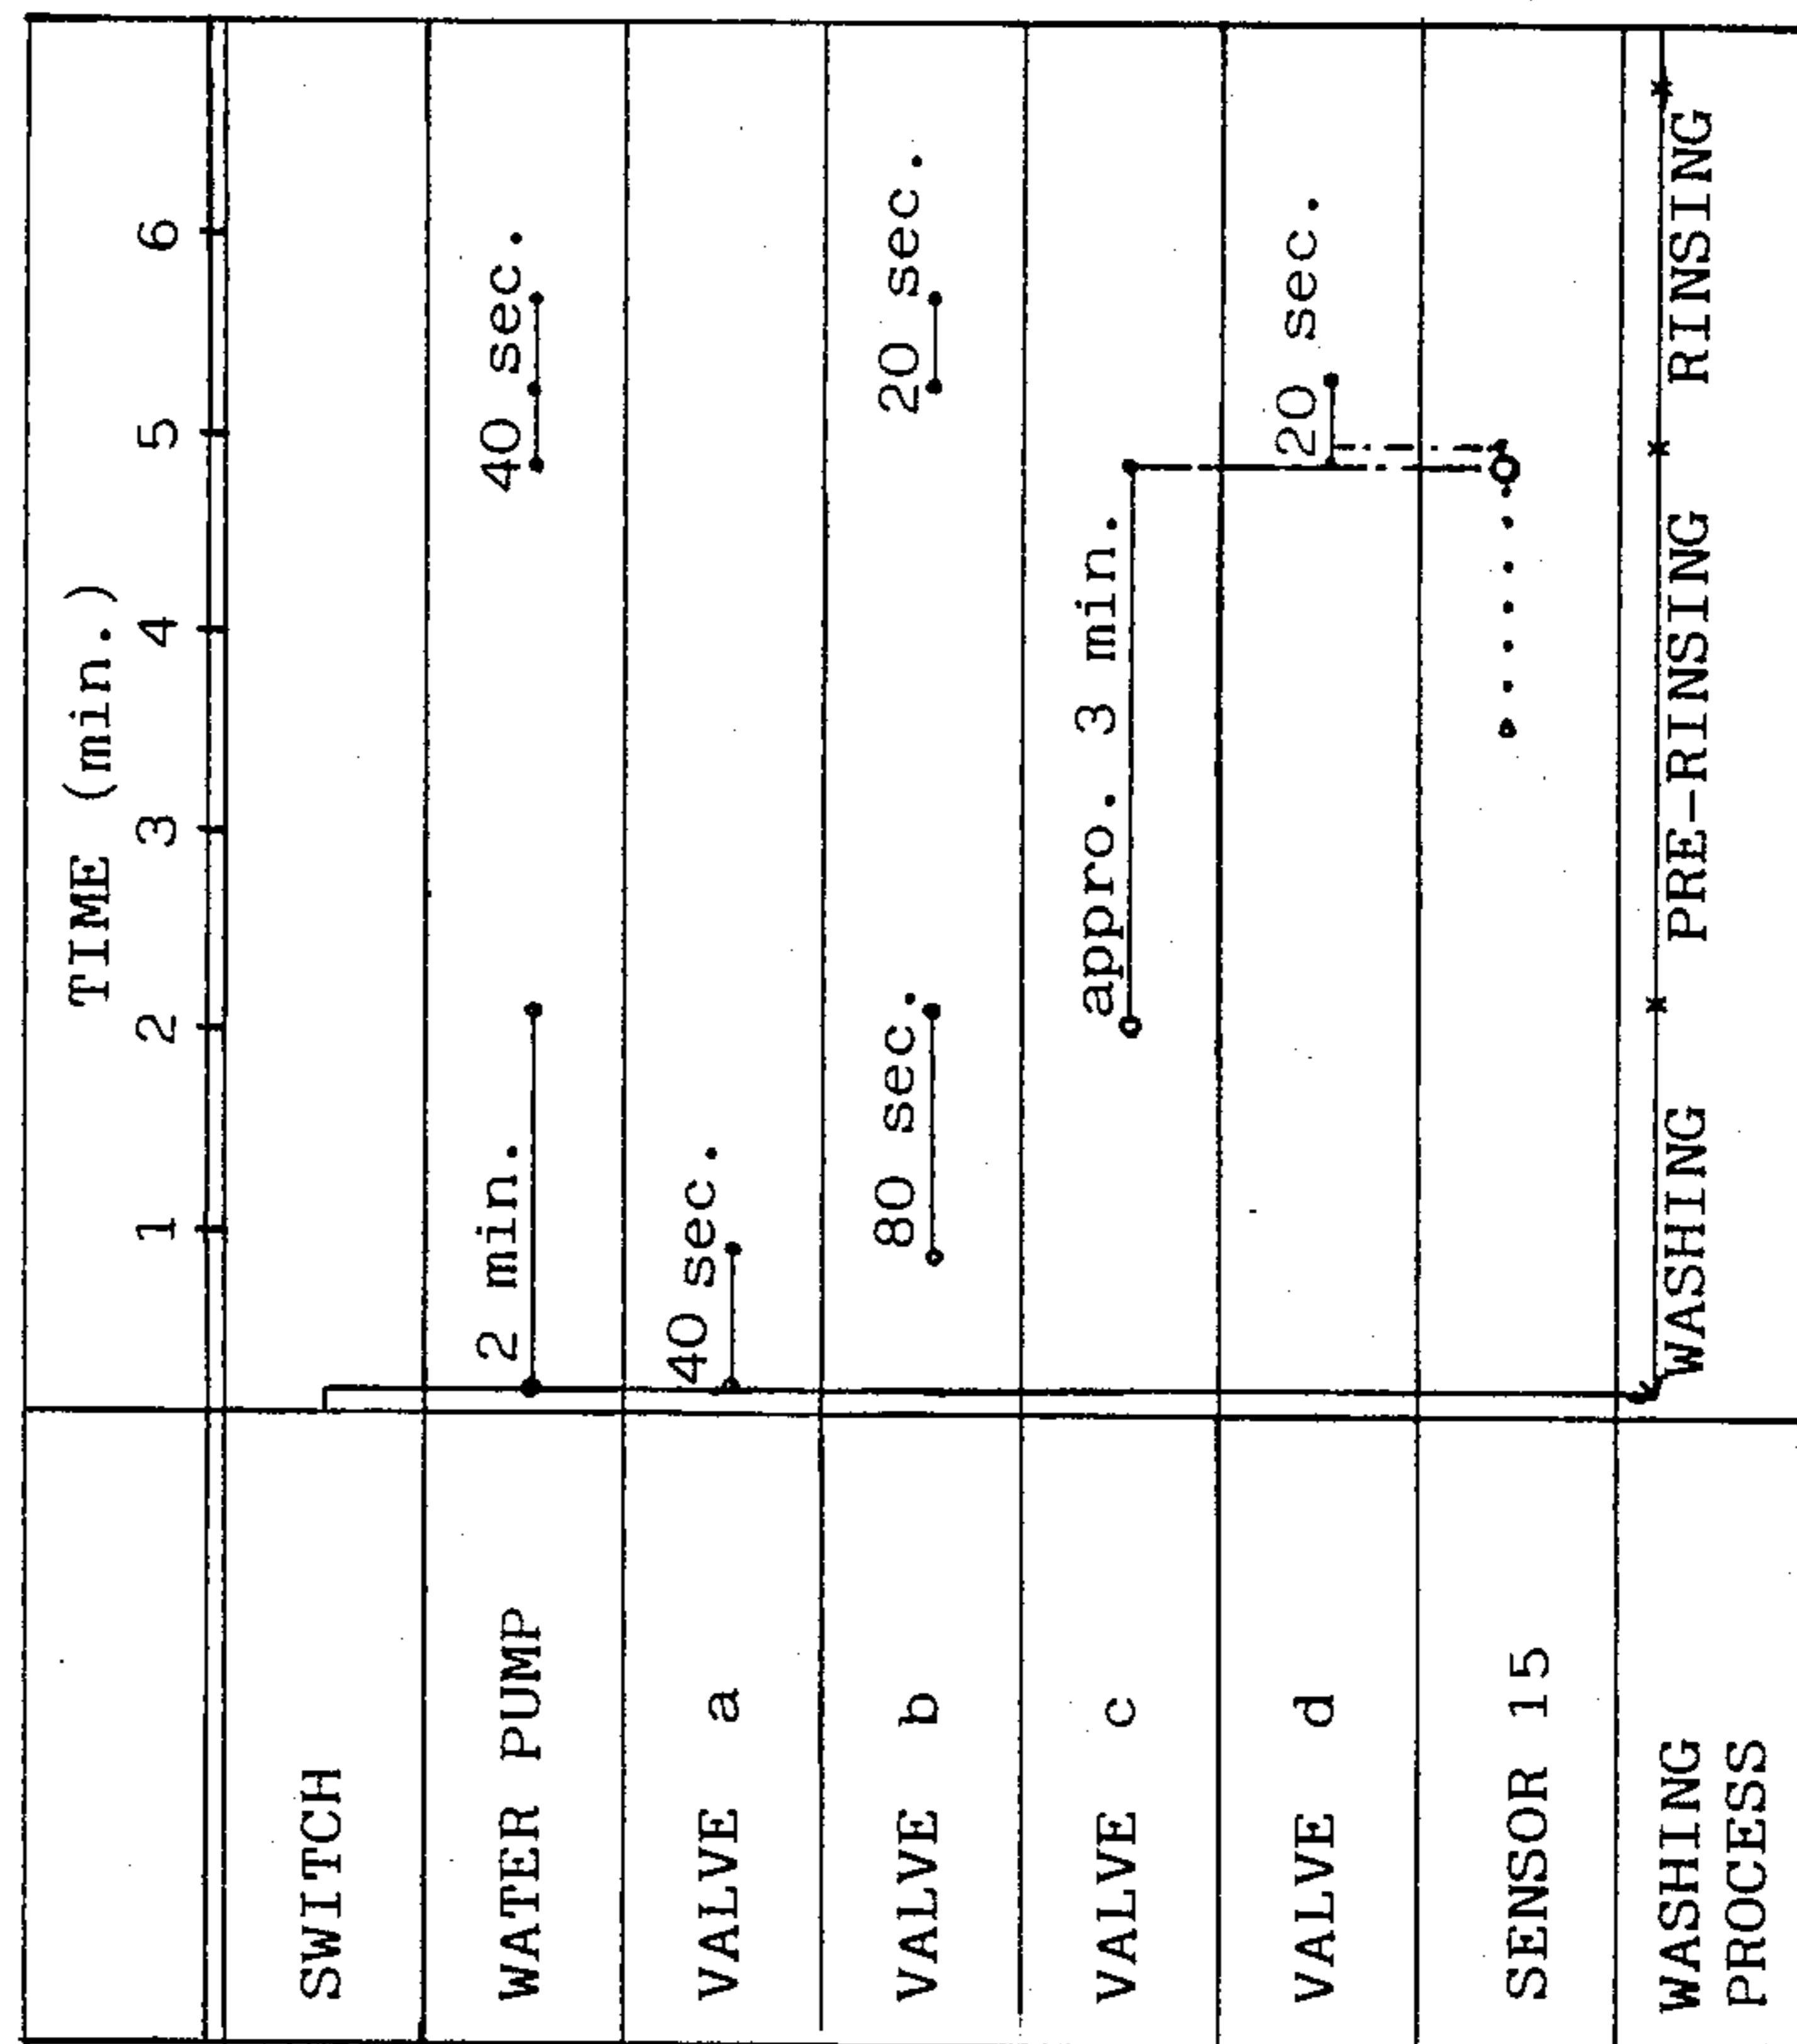 TIME (min.)
1 2 3 4 5 6
SWITCH
WATER PUMP 2 min. 40 sec.
VALVE a 40 sec.
VALVE b 80 sec. 20 sec.
VALVE c appro. 3 min.
VALVE d 20 sec.
SENSOR 15
WASHING PROCESS
WASHING PRE-RINSING RINSING